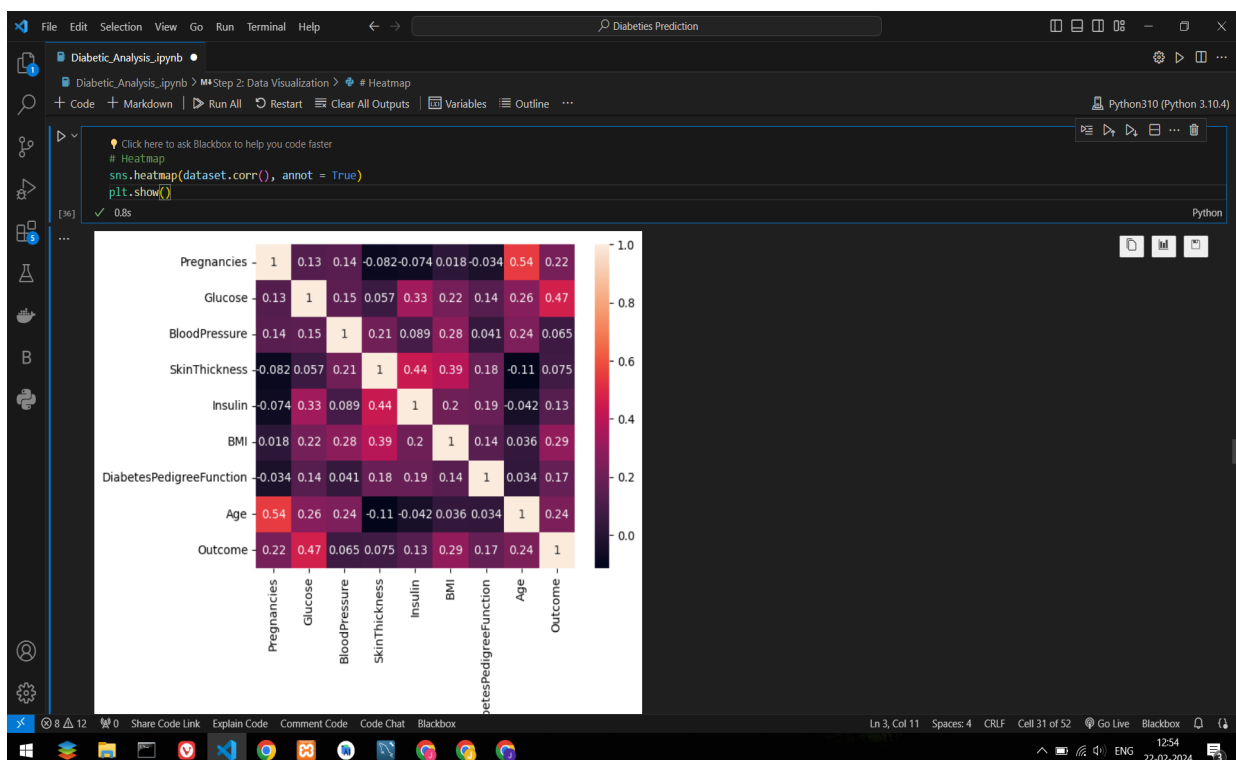 File Edit Selection View Go Run Terminal Help Diabeties Prediction
Diabetic_Analysis_.ipynb
Diabetic_Analysis_.ipynb > M↓Step 2: Data Visualization > # Heatmap
+ Code + Markdown Run All Restart Clear All Outputs Variables Outline ... Python310 (Python 3.10.4)
Click here to ask Blackbox to help you code faster
# Heatmap
sns.heatmap(dataset.corr(), annot = True)
plt.show()
[36] ✓ 0.8s Python
1.0
Pregnancies 1 0.13 0.14 -0.082 -0.074 0.018 -0.034 0.54 0.22
Glucose 0.13 1 0.15 0.057 0.33 0.22 0.14 0.26 0.47
0.8
BloodPressure 0.14 0.15 1 0.21 0.089 0.28 0.041 0.24 0.065
0.6
SkinThickness -0.082 0.057 0.21 1 0.44 0.39 0.18 -0.11 0.075
Insulin -0.074 0.33 0.089 0.44 1 0.2 0.19 -0.042 0.13
0.4
BMI 0.018 0.22 0.28 0.39 0.2 1 0.14 0.036 0.29
DiabetesPedigreeFunction -0.034 0.14 0.041 0.18 0.19 0.14 1 0.034 0.17
0.2
Age 0.54 0.26 0.24 -0.11 -0.042 0.036 0.034 1 0.24
0.0
Outcome 0.22 0.47 0.065 0.075 0.13 0.29 0.17 0.24 1
Pregnancies
Glucose
BloodPressure
SkinThickness
Insulin
BMI
betesPedigreeFunction
Age
Outcome
1
5
B
8 12 0 Share Code Link Explain Code Comment Code Code Chat Blackbox Ln 3, Col 11 Spaces: 4 CRLF Cell 31 of 52 Go Live Blackbox
ENG 12:54
22-02-2024 3